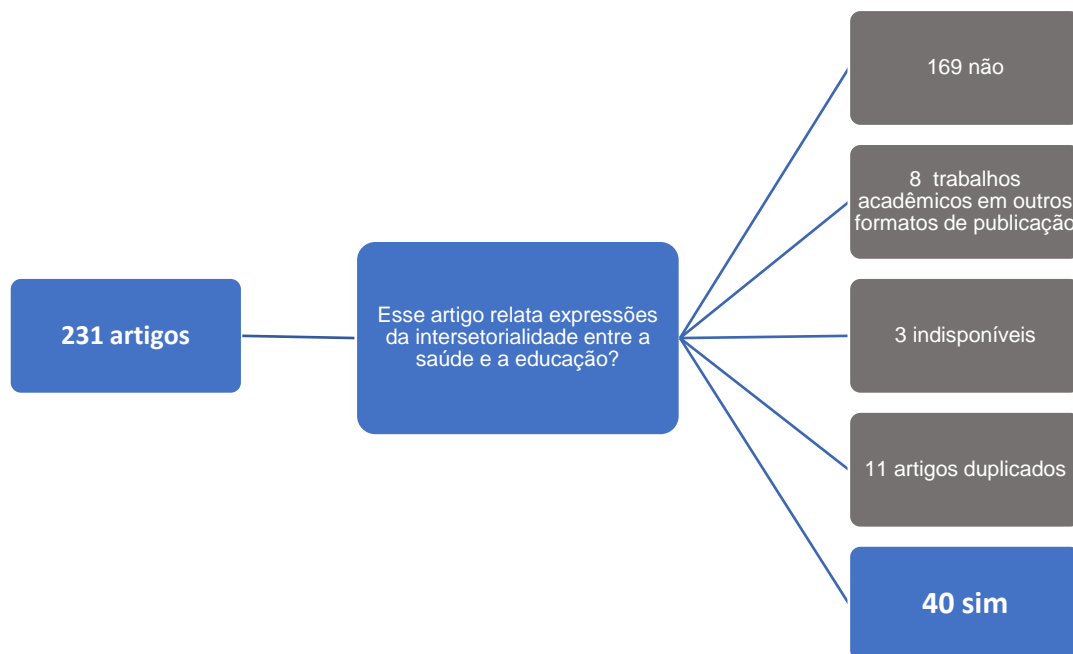 231 artigos
Esse artigo relata expressões
da intersetorialidade entre a
saúde e a educação?
169 não
8 trabalhos
acadêmicos em outros
formatos de publicação
3 indisponíveis
11 artigos duplicados
40 sim